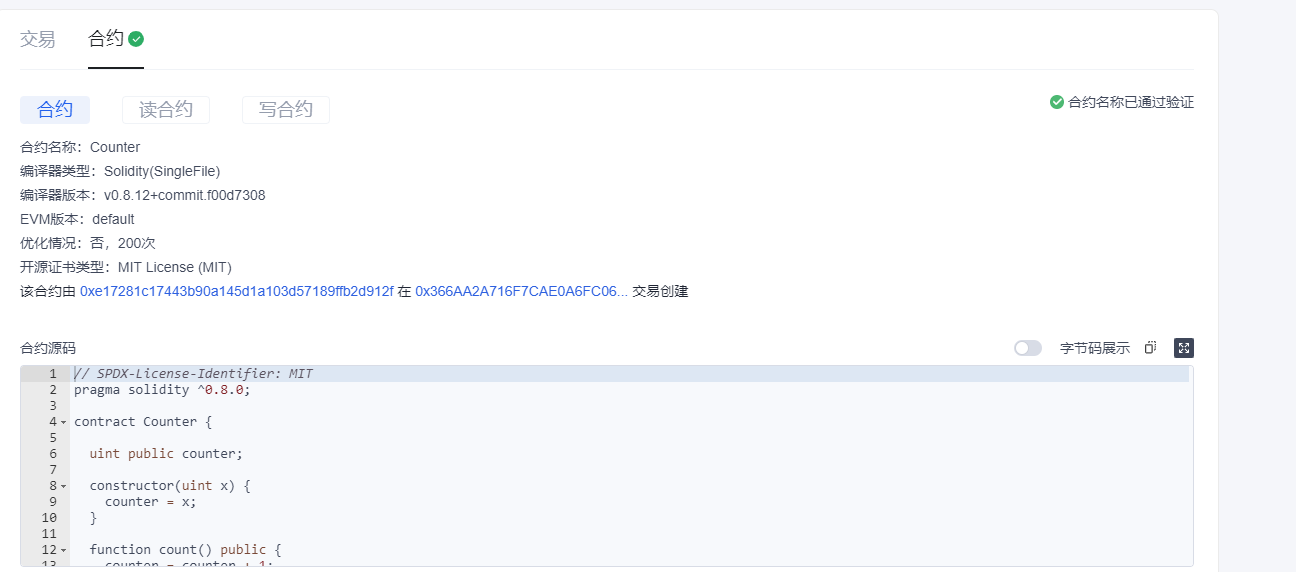 交易 合约
合约 读合约 写合约 合约名称已通过验证
合约名称：Counter
编译器类型：Solidity(SingleFile)
编译器版本：v0.8.12+commit.f00d7308
EVM版本：default
优化情况：否，200次
开源证书类型：MIT License (MIT)
该合约由 0xe17281c17443b90a145d1a103d57189ffb2d912f 在 0x366AA2A716F7CAE0A6FC06... 交易创建
合约源码 字节码展示
1 // SPDX-License-Identifier: MIT
2 pragma solidity ^0.8.0;
3
4 contract Counter {
5
6 uint public counter;
7
8 constructor(uint x) {
9 counter = x;
10 }
11
12 function count() public {
13 counter = counter + 1;